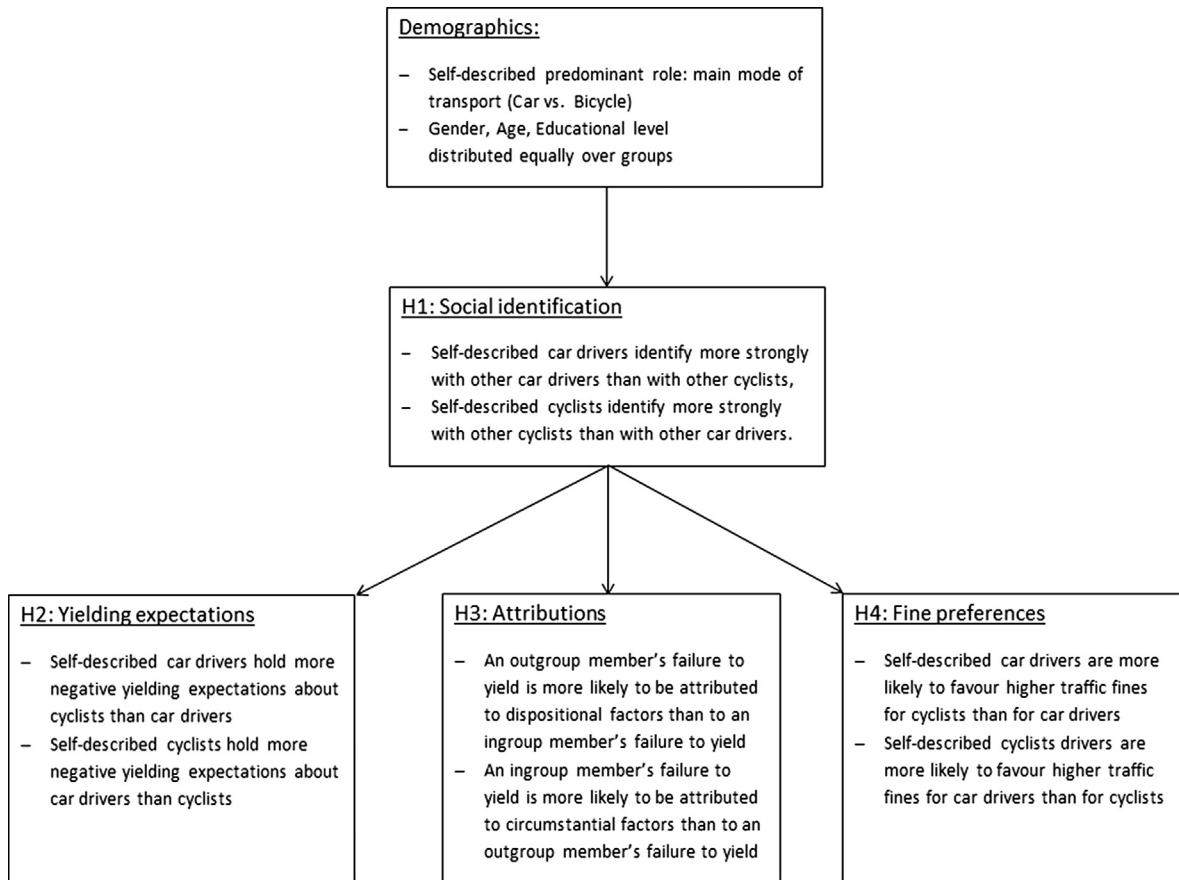 Demographics:
– Self-described predominant role: main mode of
transport (Car vs. Bicycle)
– Gender, Age, Educational level
distributed equally over groups
H1: Social identification
– Self-described car drivers identify more strongly
with other car drivers than with other cyclists,
– Self-described cyclists identify more strongly
with other cyclists than with other car drivers.
H2: Yielding expectations
– Self-described car drivers hold more
negative yielding expectations about
cyclists than car drivers
– Self-described cyclists hold more
negative yielding expectations about
car drivers than cyclists
H3: Attributions
– An outgroup member's failure to
yield is more likely to be attributed
to dispositional factors than to an
ingroup member's failure to yield
– An ingroup member's failure to
yield is more likely to be attributed
to circumstantial factors than to an
outgroup member's failure to yield
H4: Fine preferences
– Self-described car drivers are more
likely to favour higher traffic fines
for cyclists than for car drivers
– Self-described cyclists drivers are
more likely to favour higher traffic
fines for car drivers than for cyclists